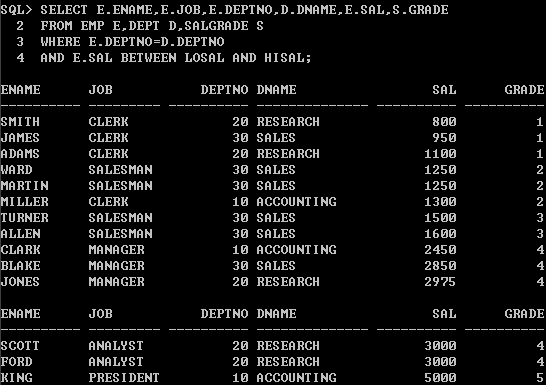 SQL> SELECT E.ENAME,E.JOB,E.DEPTNO,D.DNAME,E.SAL,S.GRADE
  2  FROM EMP E,DEPT D,SALGRADE S
  3  WHERE E.DEPTNO=D.DEPTNO
  4  AND E.SAL BETWEEN LOSAL AND HISAL;

ENAME      JOB           DEPTNO DNAME                 SAL      GRADE
---------- --------- ---------- -------------- ---------- ----------
SMITH      CLERK             20 RESEARCH              800          1
JAMES      CLERK             30 SALES                 950          1
ADAMS      CLERK             20 RESEARCH             1100          1
WARD       SALESMAN          30 SALES                1250          2
MARTIN     SALESMAN          30 SALES                1250          2
MILLER     CLERK             10 ACCOUNTING           1300          2
TURNER     SALESMAN          30 SALES                1500          3
ALLEN      SALESMAN          30 SALES                1600          3
CLARK      MANAGER           10 ACCOUNTING           2450          4
BLAKE      MANAGER           30 SALES                2850          4
JONES      MANAGER           20 RESEARCH             2975          4

ENAME      JOB           DEPTNO DNAME                 SAL      GRADE
---------- --------- ---------- -------------- ---------- ----------
SCOTT      ANALYST           20 RESEARCH             3000          4
FORD       ANALYST           20 RESEARCH             3000          4
KING       PRESIDENT         10 ACCOUNTING           5000          5